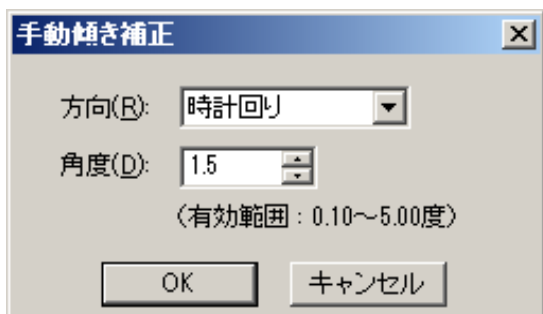 手動傾き補正
方向(R): 時計回り
角度(D): 1.5
(有効範囲 : 0.10～5.00度)
OK キャンセル